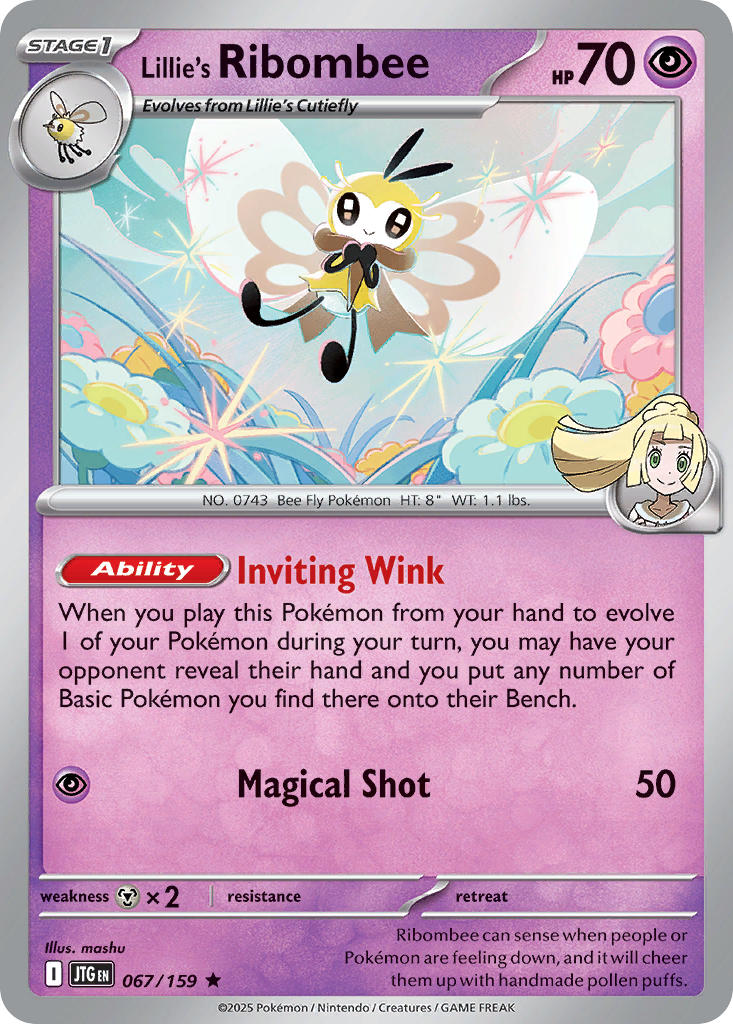 STAGE1
Lillie's Ribombee
HP 70
Evolves from Lillie's Cutiefly
NO. 0743 Bee Fly Pokémon HT: 8" WT: 1.1 lbs.
Ability Inviting Wink
When you play this Pokémon from your hand to evolve
1 of your Pokémon during your turn, you may have your
opponent reveal their hand and you put any number of
Basic Pokémon you find there onto their Bench.
Magical Shot 50
weakness ×2 resistance retreat
Illus. mashu
I JTG EN 067/159 ★
Ribombee can sense when people or
Pokémon are feeling down, and it will cheer
them up with handmade pollen puffs.
©2025 Pokémon / Nintendo / Creatures / GAME FREAK